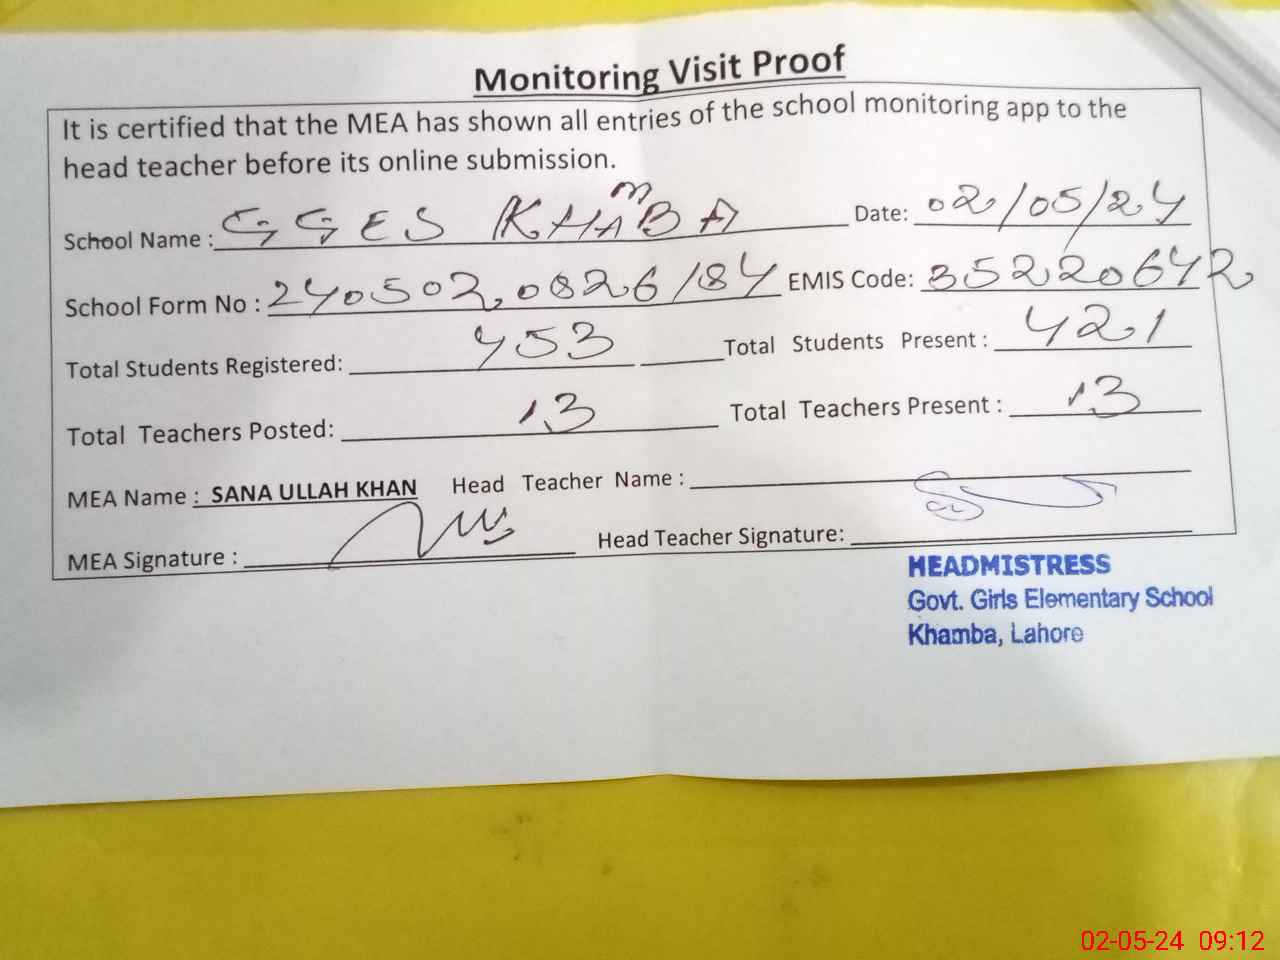 Monitoring Visit Proof
It is certified that the MEA has shown all entries of the school monitoring app to the
head teacher before its online submission.
School Name : GGES KHAmBA Date: 02/05/24
School Form No : 240502,0826/84 EMIS Code: 35220642
Total Students Registered: 453 Total Students Present : 421
Total Teachers Posted: 13 Total Teachers Present : 13
MEA Name : SANA ULLAH KHAN Head Teacher Name :
MEA Signature : Head Teacher Signature:
HEADMISTRESS
Govt. Girls Elementary School
Khamba, Lahore
02-05-24 09:12